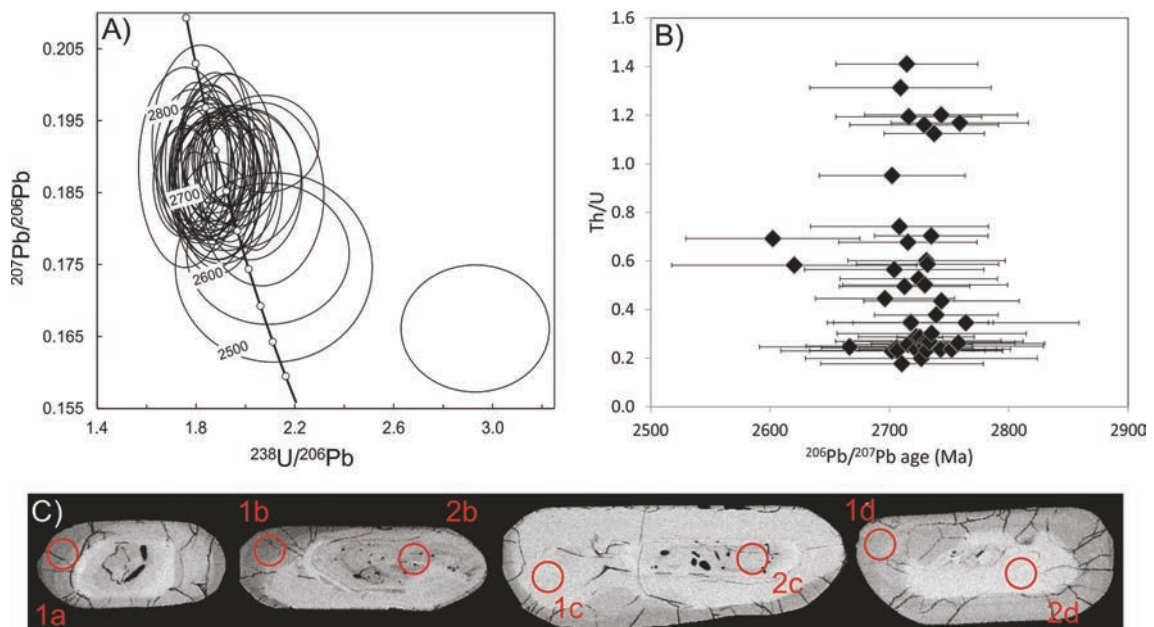 A)
0.205
0.195
0.185
0.175
0.165
0.155
2800
2700
2600
2500
1.4
1.8
2.2
2.6
3.0
207Pb/206Pb
238U/206Pb
B)
1.6
1.4
1.2
1.0
0.8
0.6
0.4
0.2
0.0
Th/U
2500
2600
2700
2800
2900
206Pb/207Pb age (Ma)
C)
1a
1b
2b
1c
2c
1d
2d